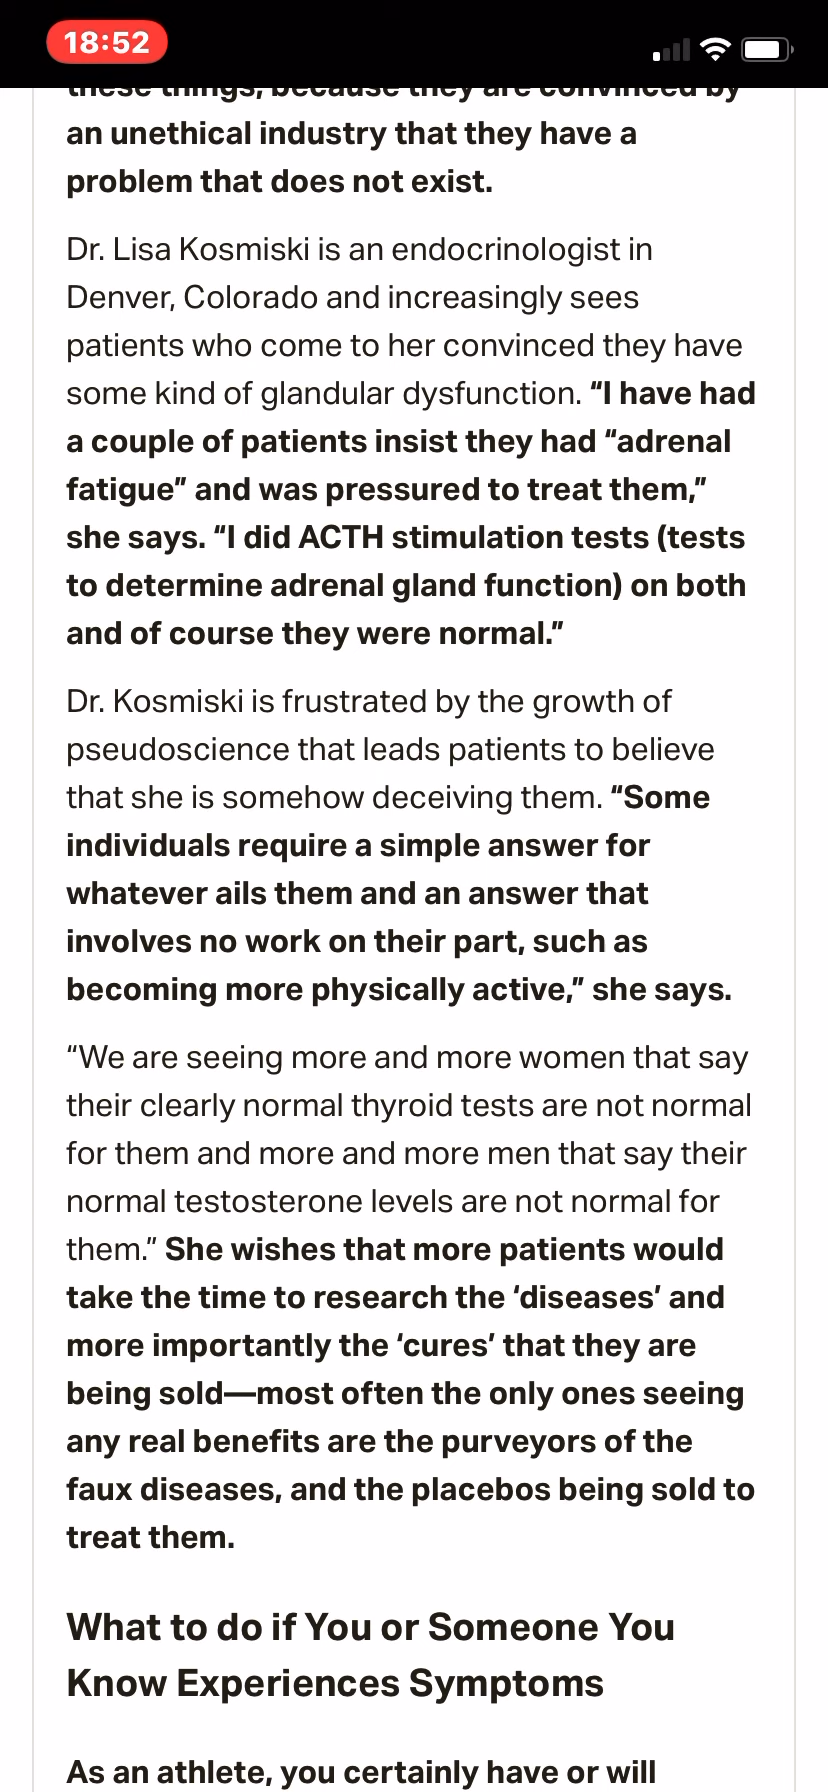 18:52
these things, because they are convinced by
an unethical industry that they have a
problem that does not exist.
Dr. Lisa Kosmiski is an endocrinologist in
Denver, Colorado and increasingly sees
patients who come to her convinced they have
some kind of glandular dysfunction. “I have had
a couple of patients insist they had “adrenal
fatigue” and was pressured to treat them,”
she says. “I did ACTH stimulation tests (tests
to determine adrenal gland function) on both
and of course they were normal.”
Dr. Kosmiski is frustrated by the growth of
pseudoscience that leads patients to believe
that she is somehow deceiving them. “Some
individuals require a simple answer for
whatever ails them and an answer that
involves no work on their part, such as
becoming more physically active,” she says.
“We are seeing more and more women that say
their clearly normal thyroid tests are not normal
for them and more and more men that say their
normal testosterone levels are not normal for
them.” She wishes that more patients would
take the time to research the ‘diseases’ and
more importantly the ‘cures’ that they are
being sold—most often the only ones seeing
any real benefits are the purveyors of the
faux diseases, and the placebos being sold to
treat them.
What to do if You or Someone You
Know Experiences Symptoms
As an athlete, you certainly have or will